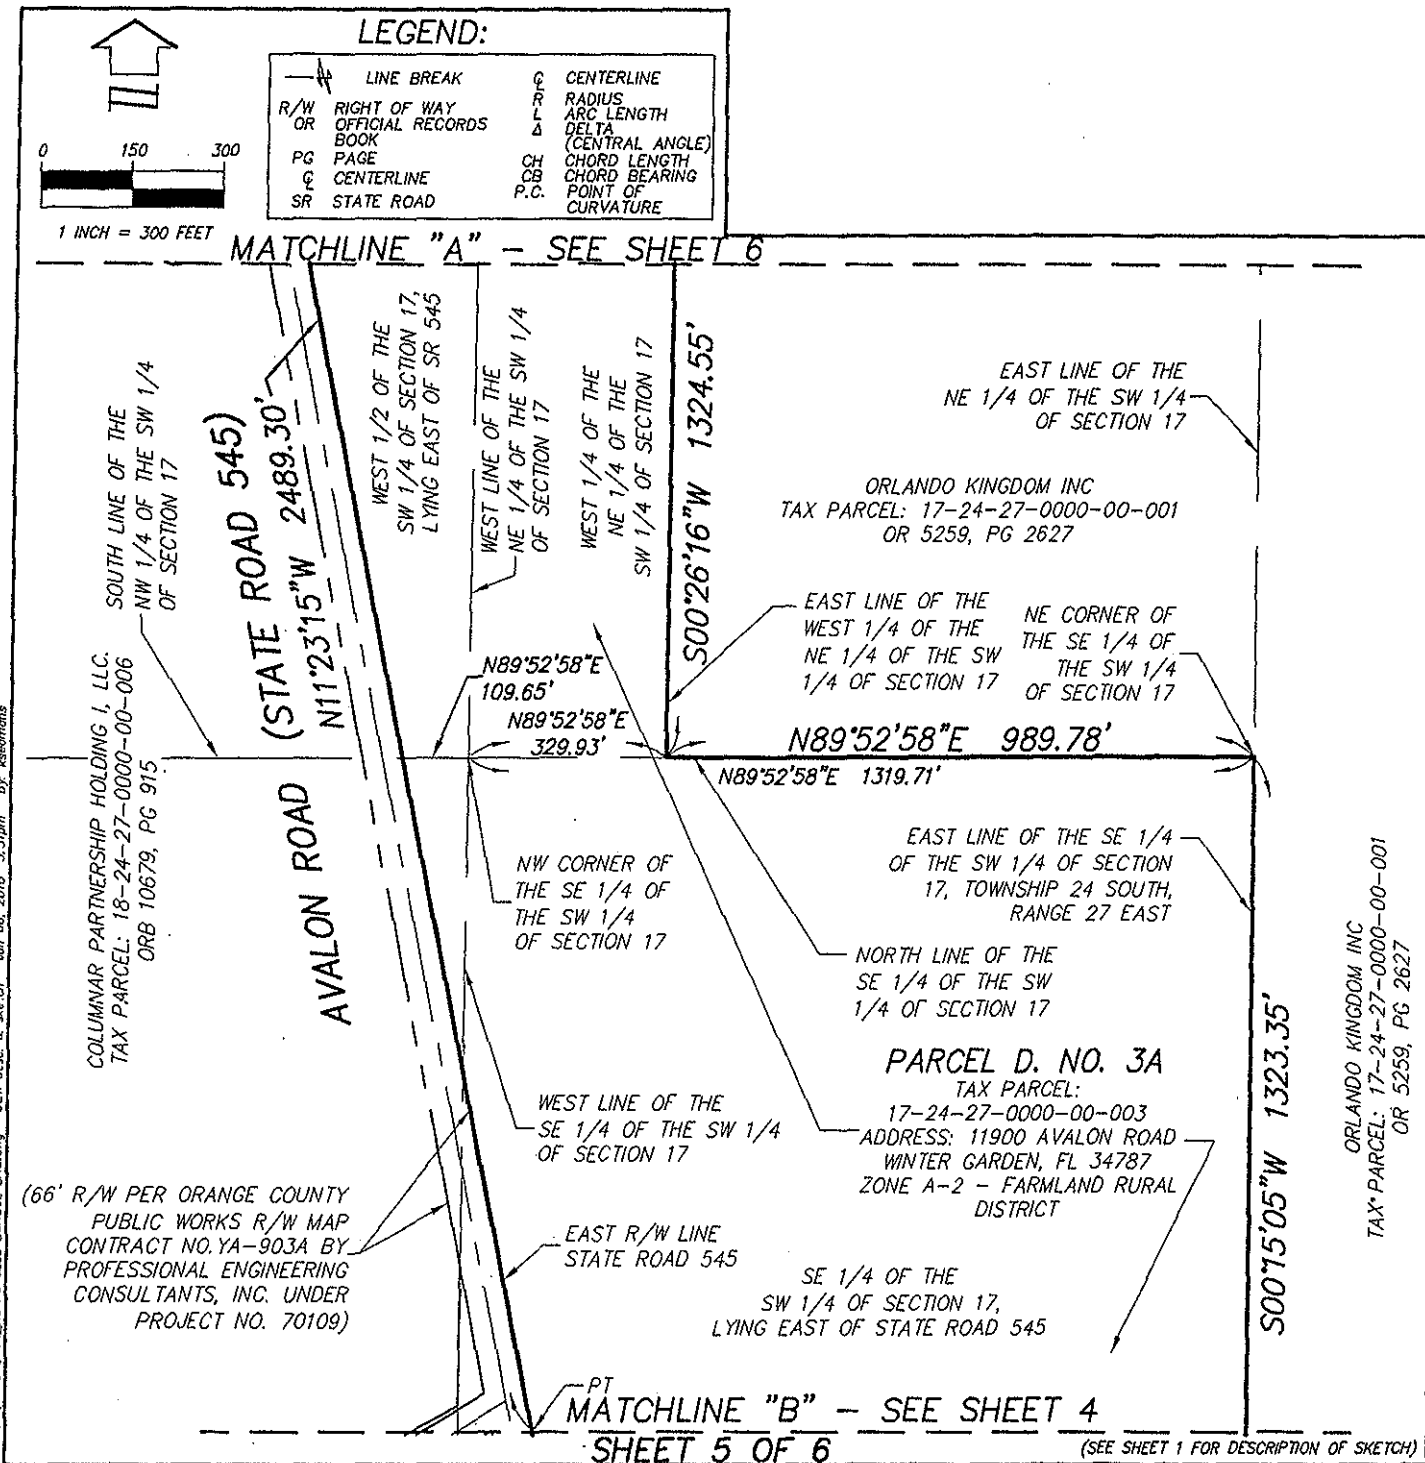 LEGEND:
LINE BREAK
R/W RIGHT OF WAY
OR OFFICIAL RECORDS
BOOK
PG PAGE
℄ CENTERLINE
SR STATE ROAD
℄ CENTERLINE
R RADIUS
L ARC LENGTH
Δ DELTA
(CENTRAL ANGLE)
CH CHORD LENGTH
CB CHORD BEARING
P.C. POINT OF
CURVATURE
0 150 300
1 INCH = 300 FEET
MATCHLINE "A" - SEE SHEET 6
SOUTH LINE OF THE
NW 1/4 OF THE SW 1/4
OF SECTION 17
AVALON ROAD (STATE ROAD 545)
N11°23'15"W 2489.30'
WEST 1/2 OF THE
SW 1/4 OF SECTION 17,
LYING EAST OF SR 545
WEST LINE OF THE
NE 1/4 OF THE SW 1/4
OF SECTION 17
WEST 1/4 OF THE
NE 1/4 OF THE
SW 1/4 OF SECTION 17
S00°26'16"W 1324.55'
EAST LINE OF THE
NE 1/4 OF THE SW 1/4
OF SECTION 17
ORLANDO KINGDOM INC
TAX PARCEL: 17-24-27-0000-00-001
OR 5259, PG 2627
EAST LINE OF THE
WEST 1/4 OF THE
NE 1/4 OF THE SW
1/4 OF SECTION 17
NE CORNER OF
THE SE 1/4 OF
THE SW 1/4
OF SECTION 17
COLUMNAR PARTNERSHIP HOLDING I, LLC.
TAX PARCEL: 18-24-27-0000-00-006
ORB 10679, PG 915
N89°52'58"E
109.65'
N89°52'58"E
329.93'
N89°52'58"E 989.78'
N89°52'58"E 1319.71'
NW CORNER OF
THE SE 1/4 OF
THE SW 1/4
OF SECTION 17
EAST LINE OF THE SE 1/4
OF THE SW 1/4 OF SECTION
17, TOWNSHIP 24 SOUTH,
RANGE 27 EAST
NORTH LINE OF THE
SE 1/4 OF THE SW
1/4 OF SECTION 17
S00°15'05"W 1323.35'
ORLANDO KINGDOM INC
TAX PARCEL: 17-24-27-0000-00-001
OR 5259, PG 2627
PARCEL D. NO. 3A
TAX PARCEL:
17-24-27-0000-00-003
ADDRESS: 11900 AVALON ROAD
WINTER GARDEN, FL 34787
ZONE A-2 - FARMLAND RURAL
DISTRICT
WEST LINE OF THE
SE 1/4 OF THE SW 1/4
OF SECTION 17
(66' R/W PER ORANGE COUNTY
PUBLIC WORKS R/W MAP
CONTRACT NO. YA-903A BY
PROFESSIONAL ENGINEERING
CONSULTANTS, INC. UNDER
PROJECT NO. 70109)
EAST R/W LINE
STATE ROAD 545
SE 1/4 OF THE
SW 1/4 OF SECTION 17,
LYING EAST OF STATE ROAD 545
PT
MATCHLINE "B" - SEE SHEET 4
SHEET 5 OF 6
(SEE SHEET 1 FOR DESCRIPTION OF SKETCH)